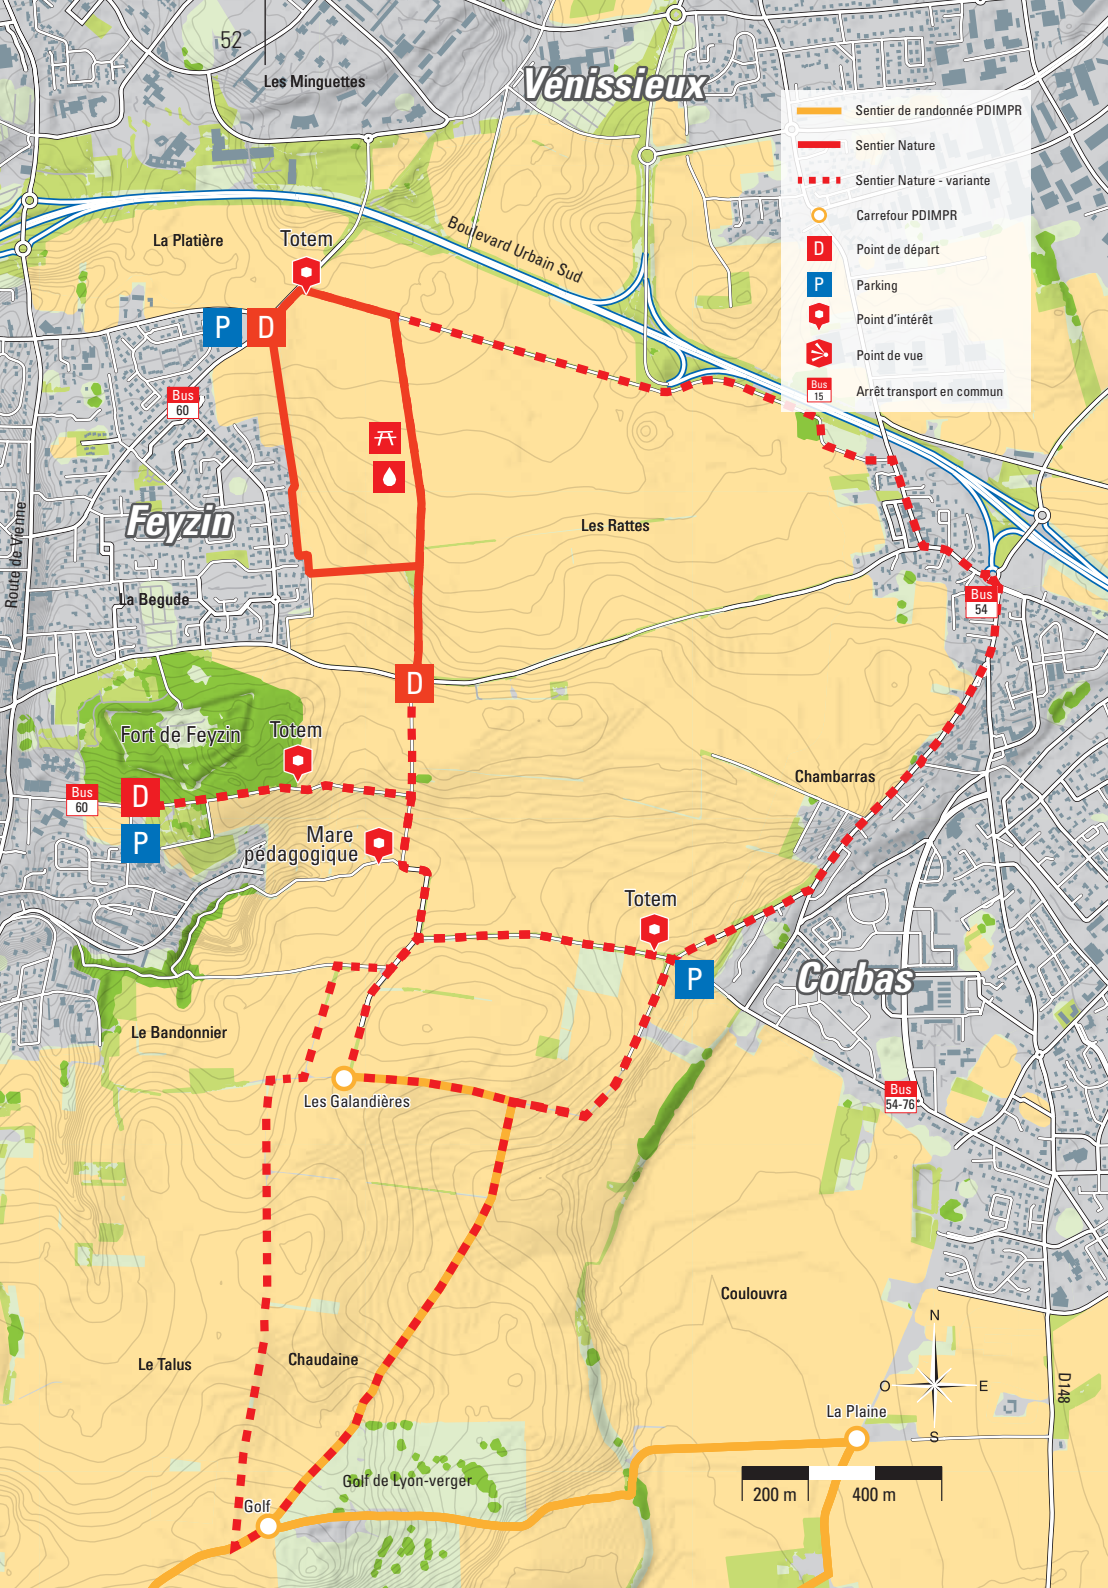 52
Les Minguettes
Vénissieux
Sentier de randonnée PDIMPR
Sentier Nature
Sentier Nature - variante
Carrefour PDIMPR
D
Point de départ
P
Parking
Point d'intérêt
Point de vue
Bus
15
Arrêt transport en commun
La Platière
Totem
Boulevard Urbain Sud
P
D
Bus
60
Feyzin
Route de Vienne
Les Rattes
La Begude
Bus
54
D
Fort de Feyzin
Totem
Chambarras
Bus
60
D
P
Mare
pédagogique
Totem
P
Corbas
Le Bandonnier
Les Galandières
Bus
54-76
Coulouvra
N
O
E
S
Le Talus
Chaudaine
D148
La Plaine
Golf de Lyon-verger
Golf
200 m
400 m